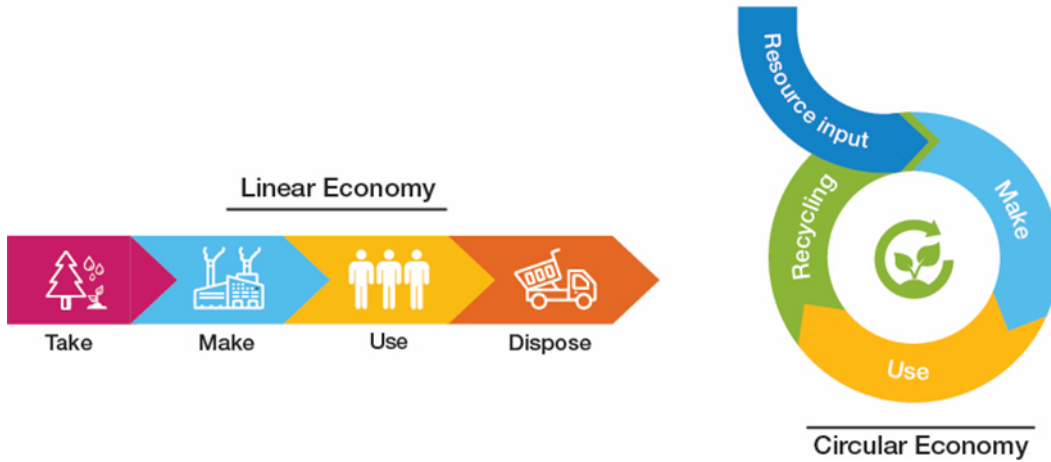 Linear Economy
Take
Make
Use
Dispose
Resource input
Make
Use
Recycling
Circular Economy